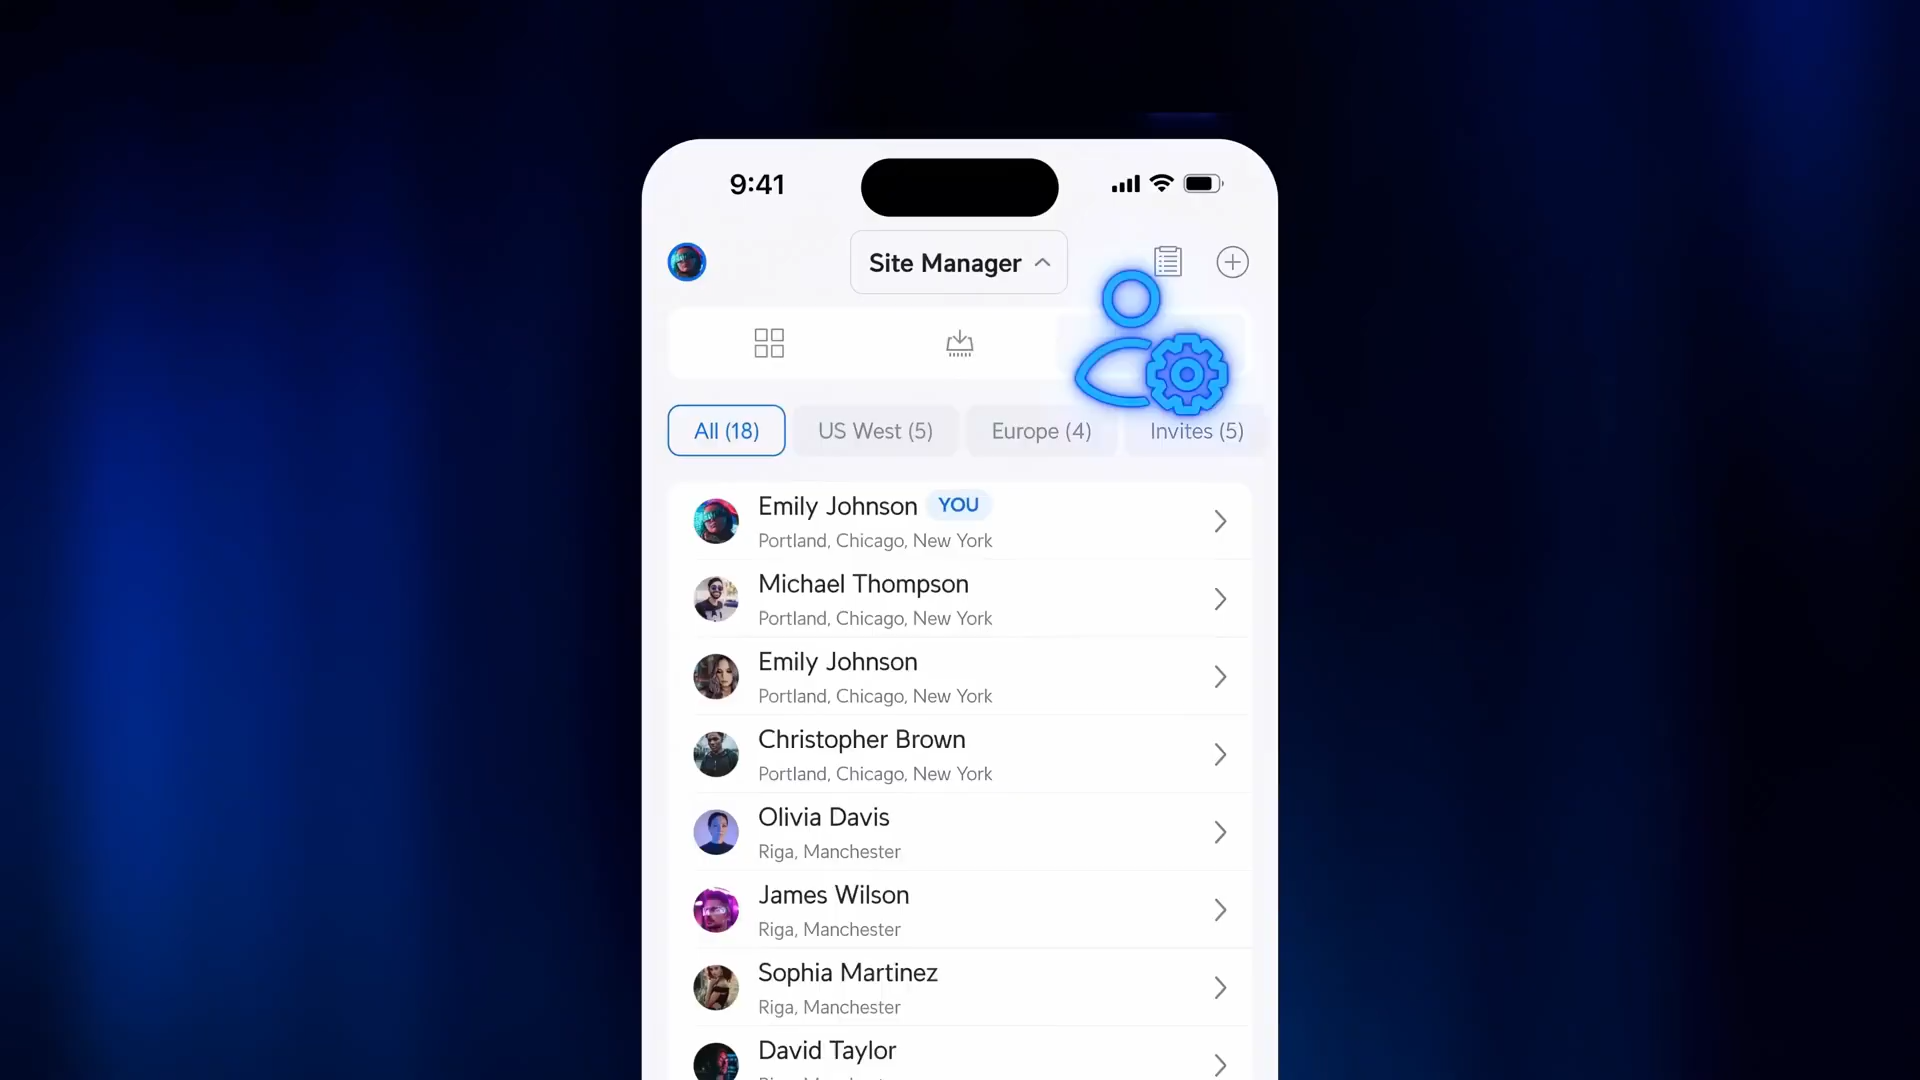 9:41
Site Manager
All (18)
US West (5)
Europe (4)
Invites (5)
Emily Johnson YOU
Portland, Chicago, New York
Michael Thompson
Portland, Chicago, New York
Emily Johnson
Portland, Chicago, New York
Christopher Brown
Portland, Chicago, New York
Olivia Davis
Riga, Manchester
James Wilson
Riga, Manchester
Sophia Martinez
Riga, Manchester
David Taylor